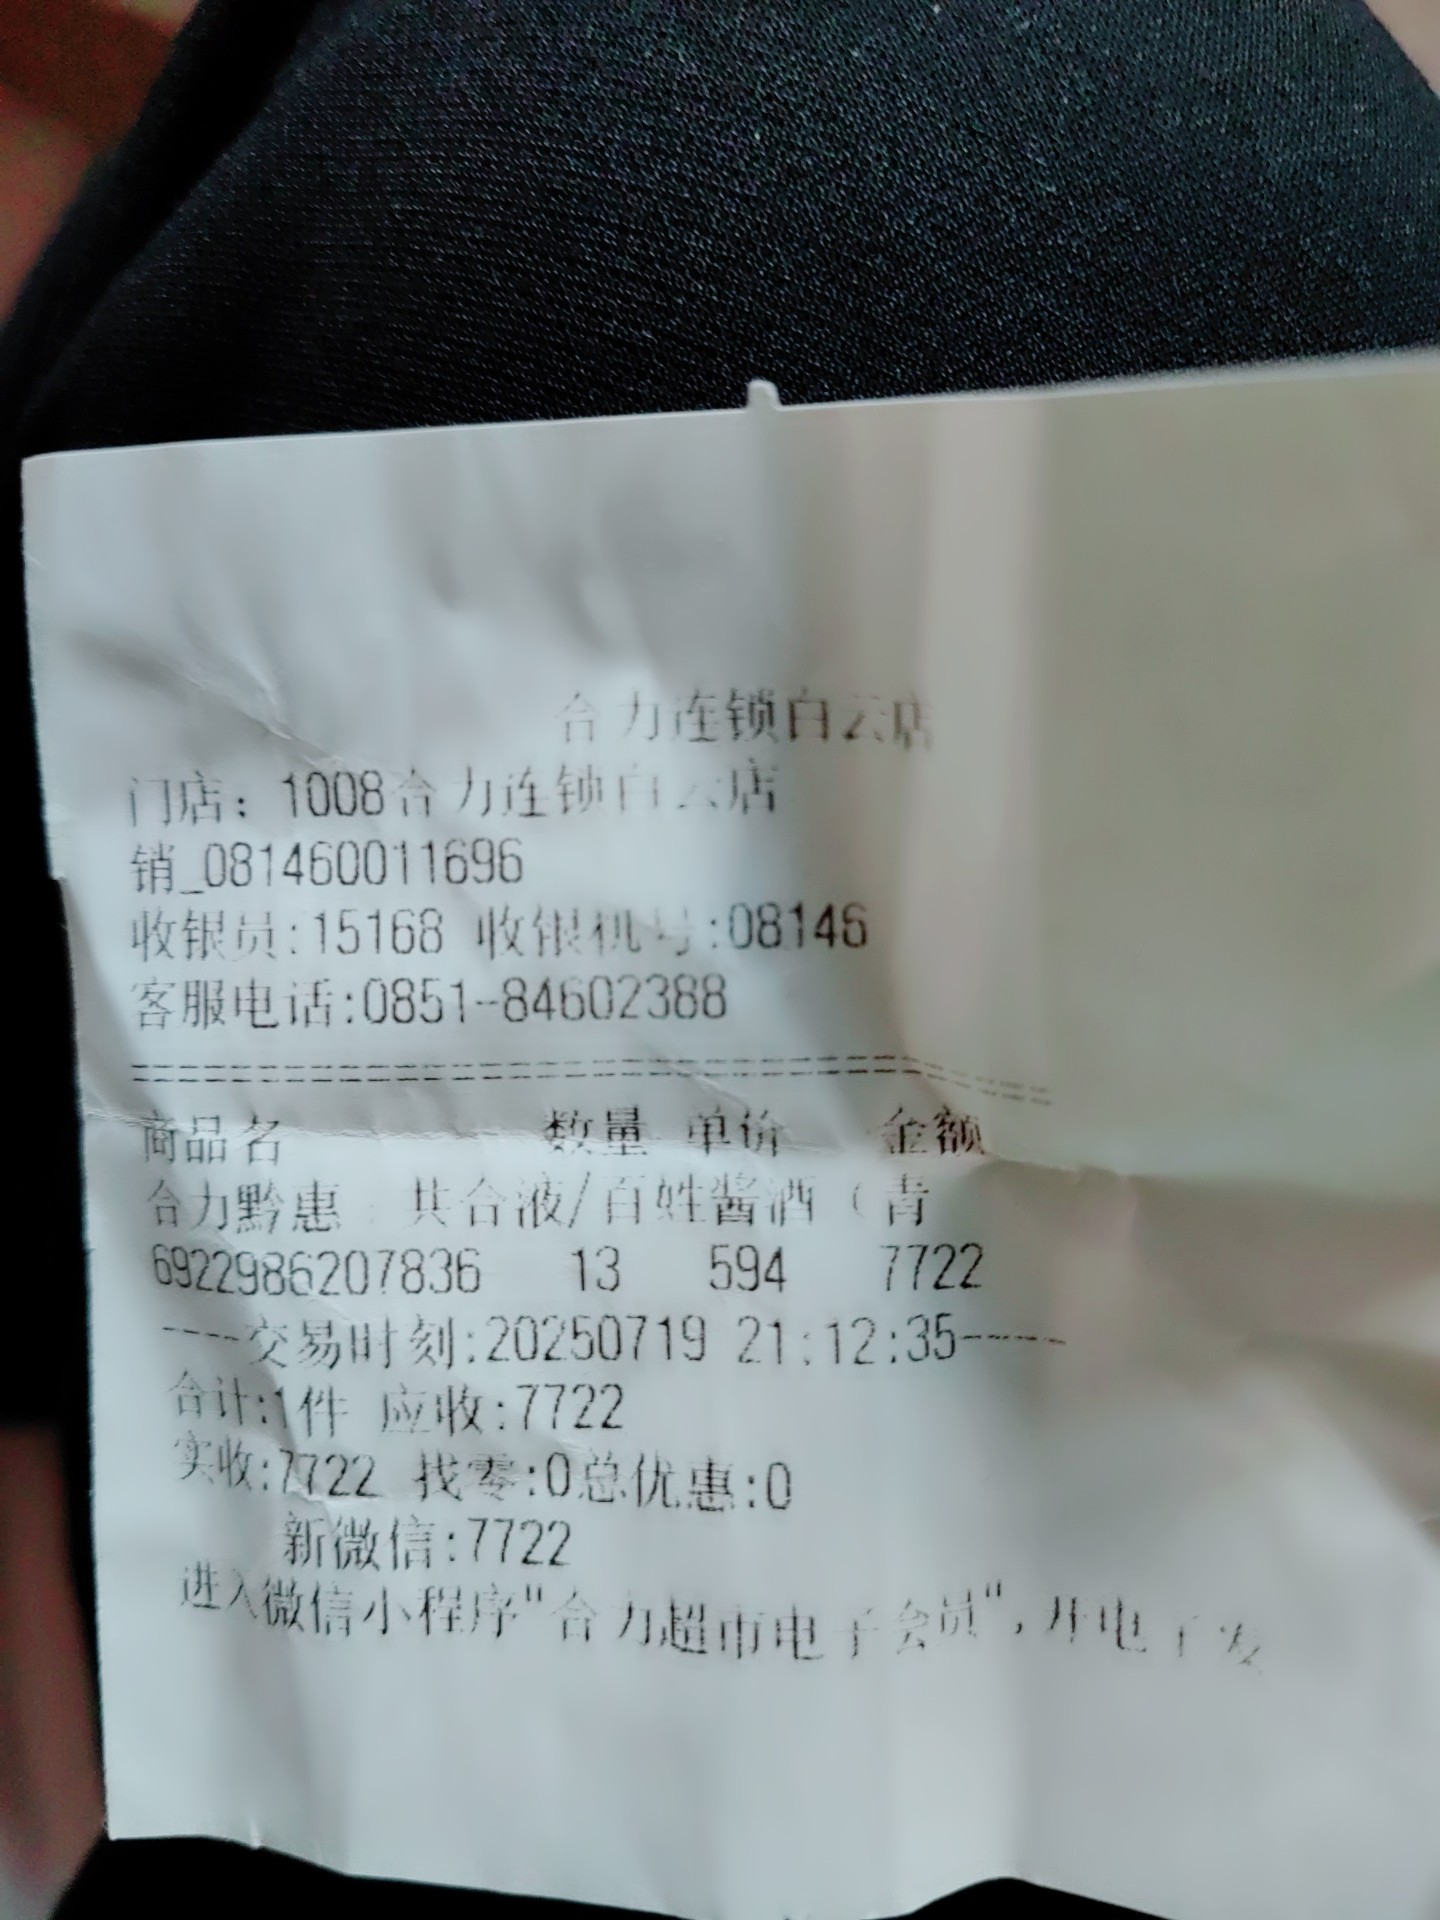 合力连锁白云店
门店：1008合力连锁白云店
销_081460011696
收银员:15168 收银机号:08146
客服电话:0851-84602388
================================
商品名 数量 单价 金额
合力黔惠 共合液/百姓酱酒（青
6922986207836 13 594 7722
----交易时刻:20250719 21:12:35-----
合计:1件 应收:7722
实收:7722 找零:0总优惠:0
新微信:7722
进入微信小程序"合力超市电子会员",开电子发